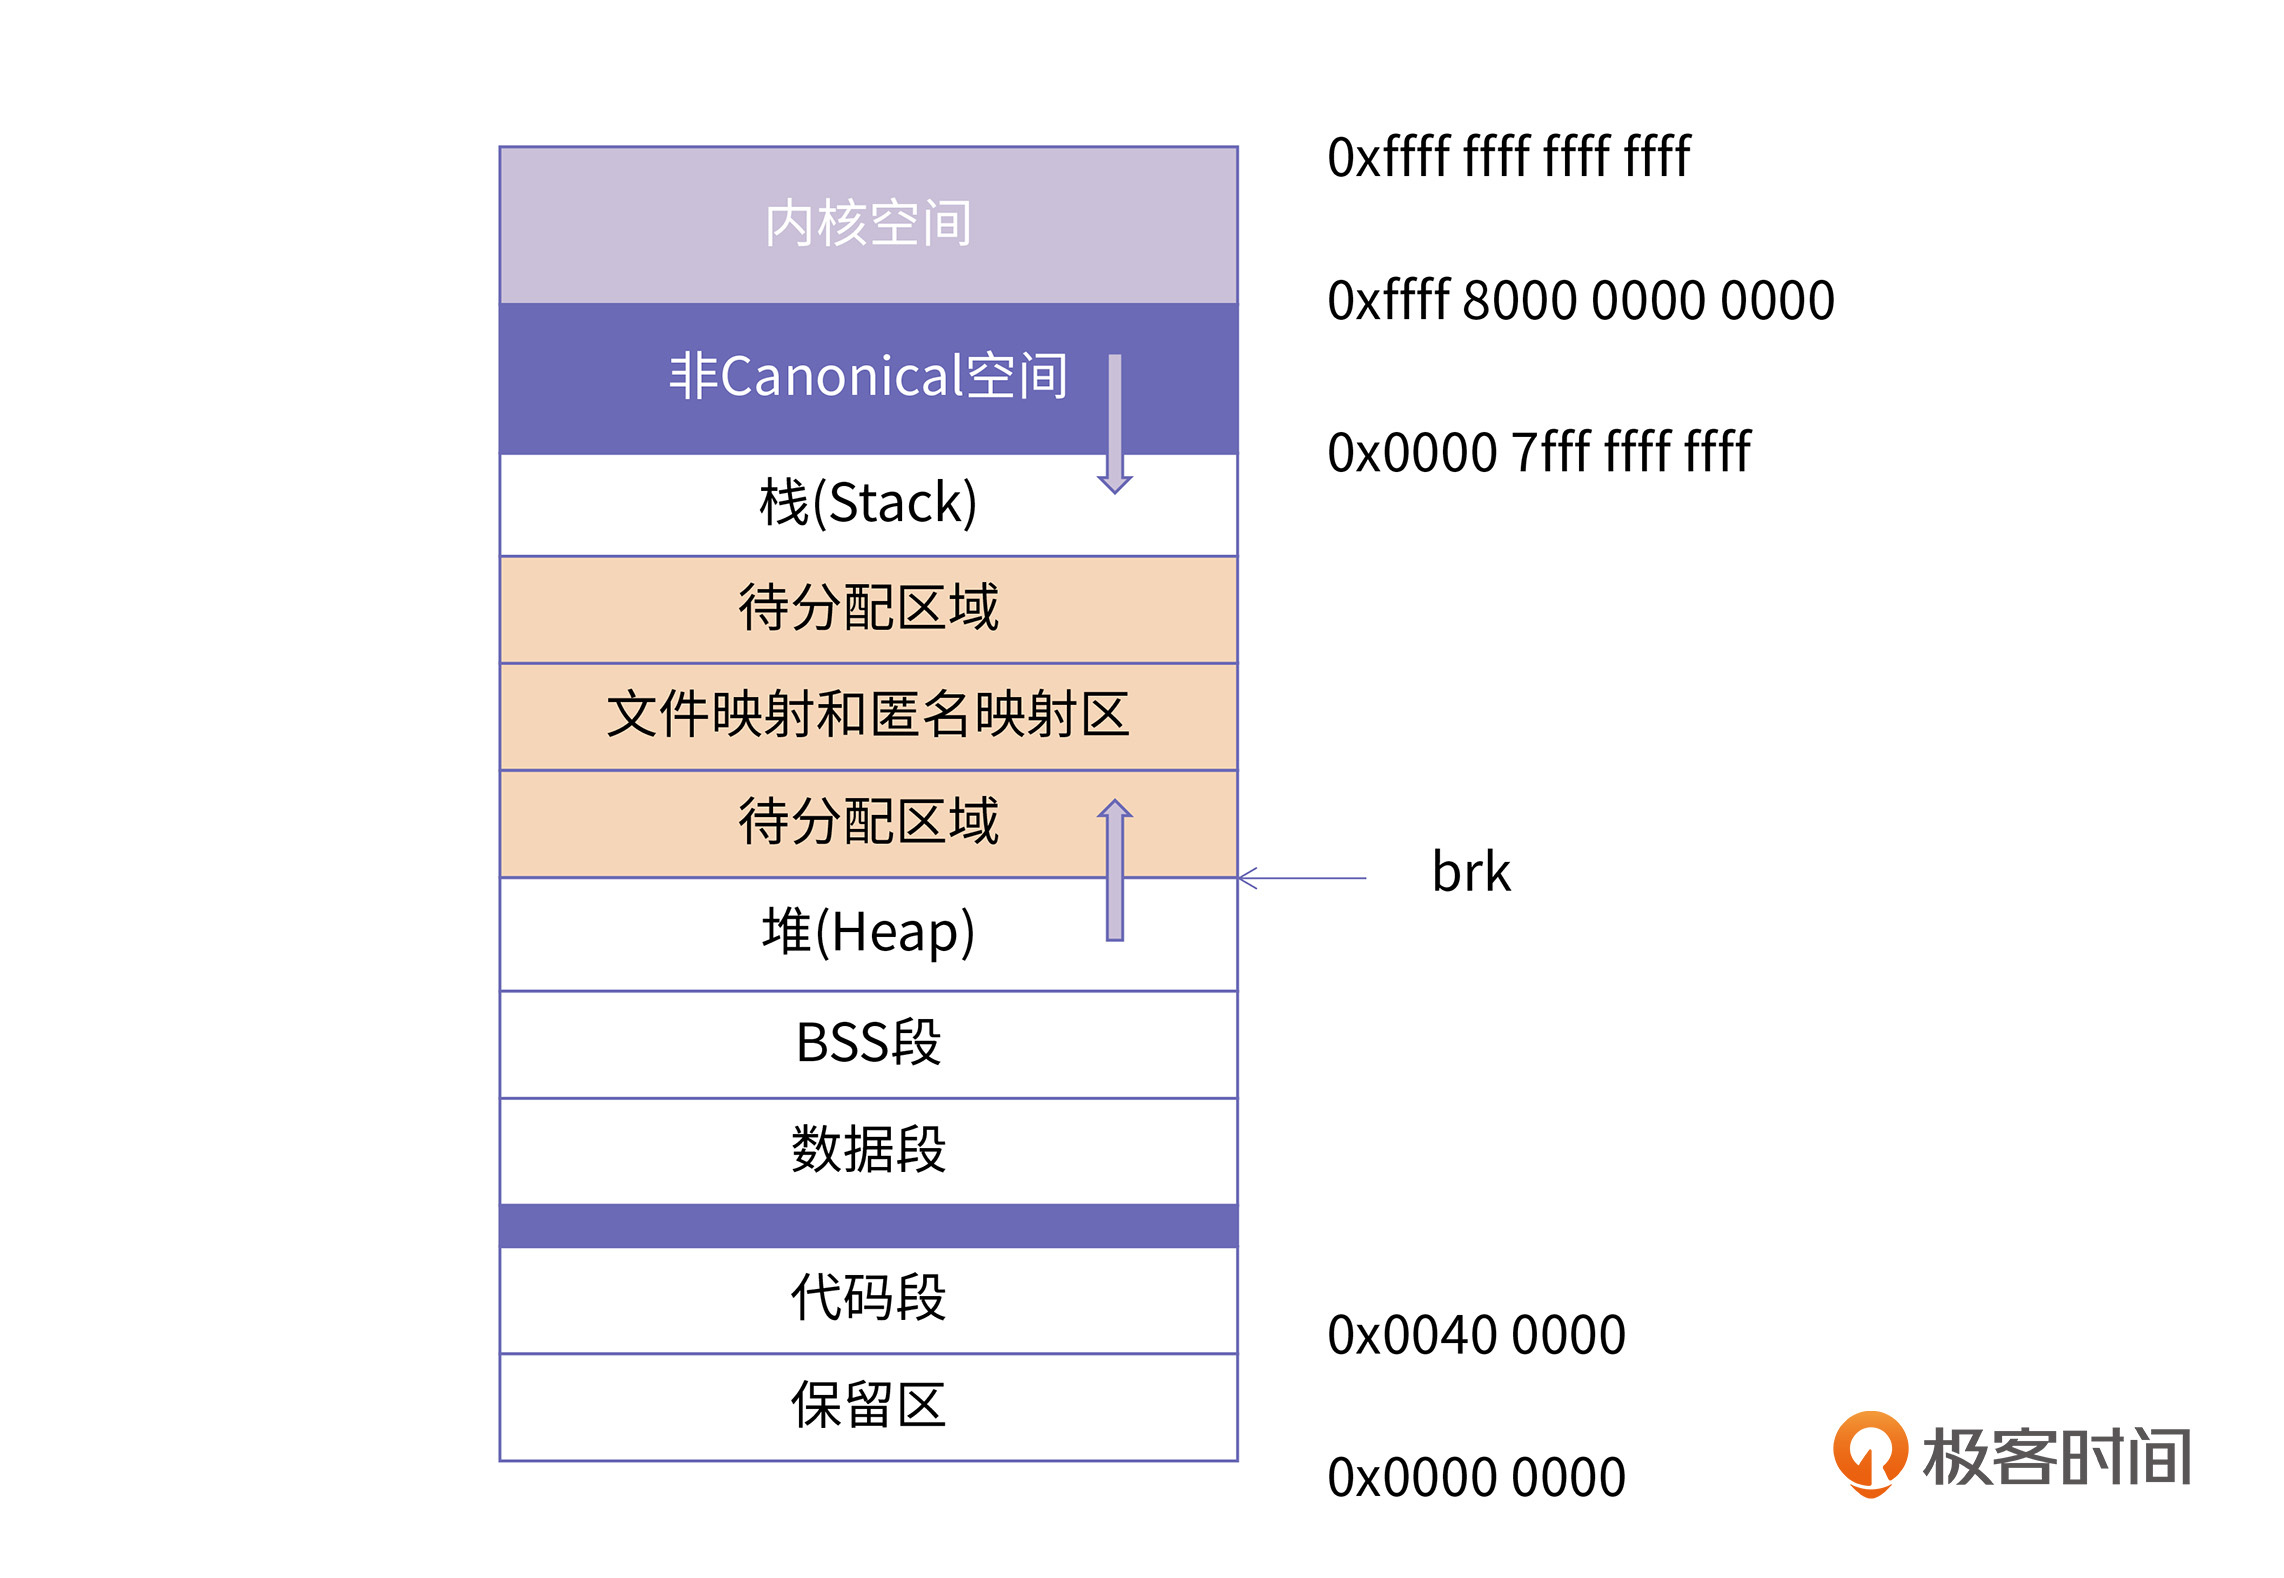 0xffff ffff ffff ffff
内核空间
0xffff 8000 0000 0000
非Canonical空间
0x0000 7fff ffff ffff
栈(Stack)
待分配区域
文件映射和匿名映射区
待分配区域
brk
堆(Heap)
BSS段
数据段
代码段
0x0040 0000
保留区
0x0000 0000
极客时间